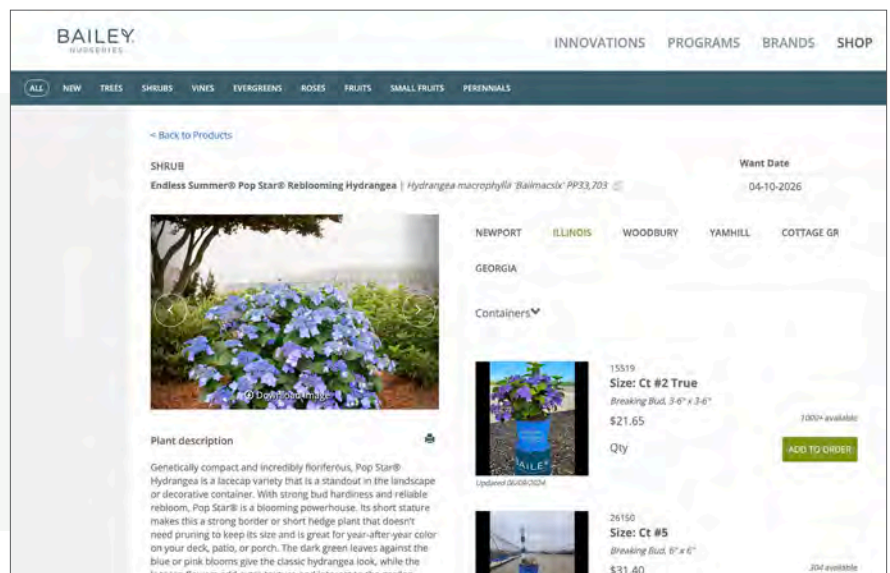 BAILEY
NURSERIES
INNOVATIONS PROGRAMS BRANDS SHOP
ALL NEW TREES SHRUBS VINES EVERGREENS ROSES FRUITS SMALL FRUITS PERENNIALS
< Back to Products
SHRUB
Endless Summer® Pop Star® Reblooming Hydrangea | Hydrangea macrophylla 'Bailmacsix' PP33,703
Want Date
04-10-2026
NEWPORT ILLINOIS WOODBURY YAMHILL COTTAGE GR
GEORGIA
Containers
Download Image
15519
Size: Ct #2 True
Breaking Bud, 3-6" x 3-6"
$21.65
1000+ available
Qty
ADD TO ORDER
BAILEY
Updated 06/08/2024
Plant description
Genetically compact and incredibly floriferous, Pop Star®
Hydrangea is a lacecap variety that is a standout in the landscape
or decorative container. With strong bud hardiness and reliable
rebloom, Pop Star® is a blooming powerhouse. Its short stature
makes this a strong border or short hedge plant that doesn't
need pruning to keep its size and is great for year-after-year color
on your deck, patio, or porch. The dark green leaves against the
blue or pink blooms give the classic hydrangea look, while the
26150
Size: Ct #5
Breaking Bud, 6" x 6"
$31.40
304 available